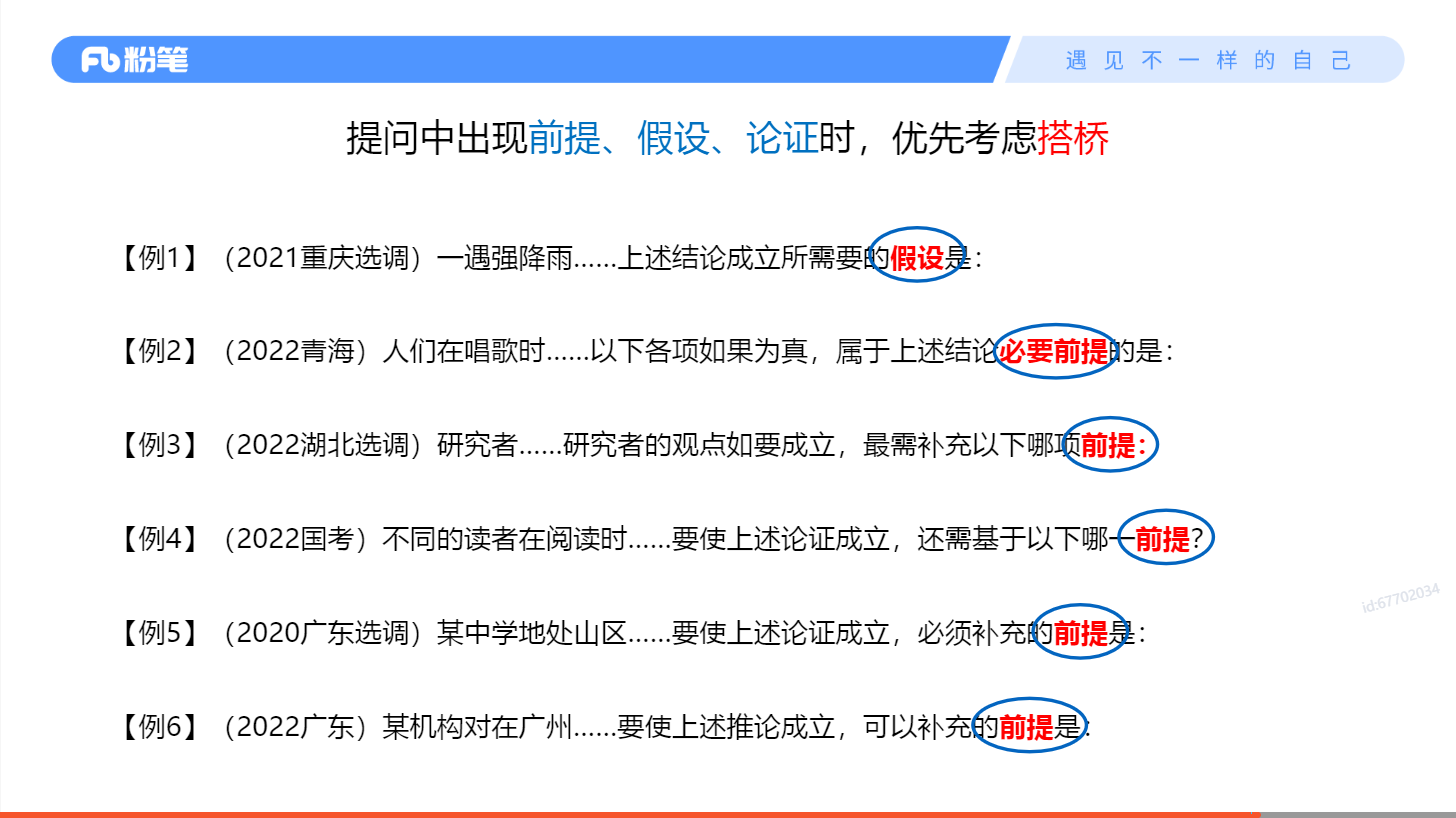 粉笔
遇见不一样的自己
提问中出现前提、假设、论证时，优先考虑搭桥
【例1】（2021重庆选调）一遇强降雨……上述结论成立所需要的假设是：
【例2】（2022青海）人们在唱歌时……以下各项如果为真，属于上述结论必要前提的是：
【例3】（2022湖北选调）研究者……研究者的观点如要成立，最需补充以下哪项前提：
【例4】（2022国考）不同的读者在阅读时……要使上述论证成立，还需基于以下哪一前提？
id:67702034
【例5】（2020广东选调）某中学地处山区……要使上述论证成立，必须补充的前提是：
【例6】（2022广东）某机构对在广州……要使上述推论成立，可以补充的前提是：